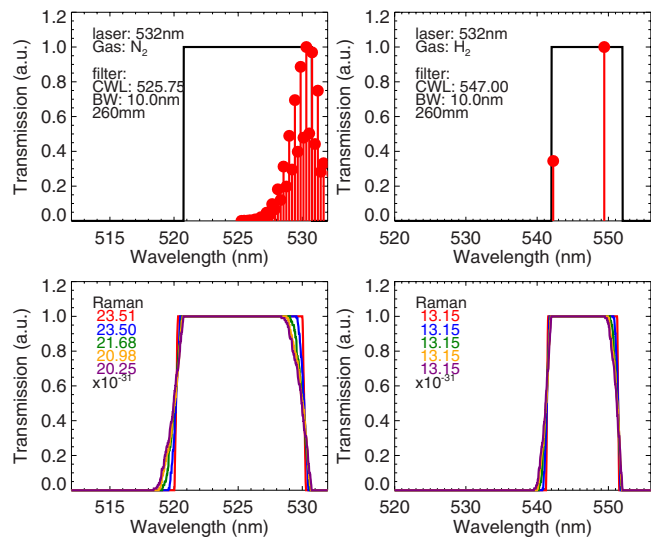 laser: 532nm
Gas: N2
filter:
CWL: 525.75
BW: 10.0nm
260mm
Transmission (a.u.)
1.2
1.0
0.8
0.6
0.4
0.2
0.0
515 520 525 530
Wavelength (nm)
laser: 532nm
Gas: H2
filter:
CWL: 547.00
BW: 10.0nm
260mm
Transmission (a.u.)
1.2
1.0
0.8
0.6
0.4
0.2
0.0
520 530 540 550
Wavelength (nm)
Raman
23.51
23.50
21.68
20.98
20.25
x10-31
Transmission (a.u.)
1.2
1.0
0.8
0.6
0.4
0.2
0.0
515 520 525 530
Wavelength (nm)
Raman
13.15
13.15
13.15
13.15
13.15
x10-31
Transmission (a.u.)
1.2
1.0
0.8
0.6
0.4
0.2
0.0
520 530 540 550
Wavelength (nm)